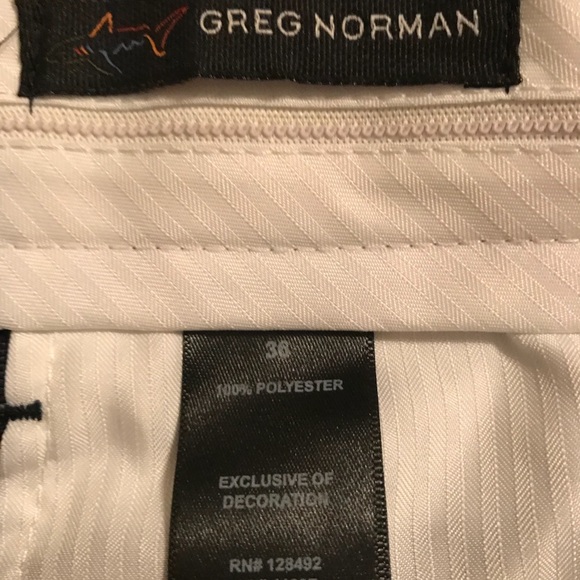 GREG NORMAN
36
100% POLYESTER
EXCLUSIVE OF
DECORATION
RN# 128492